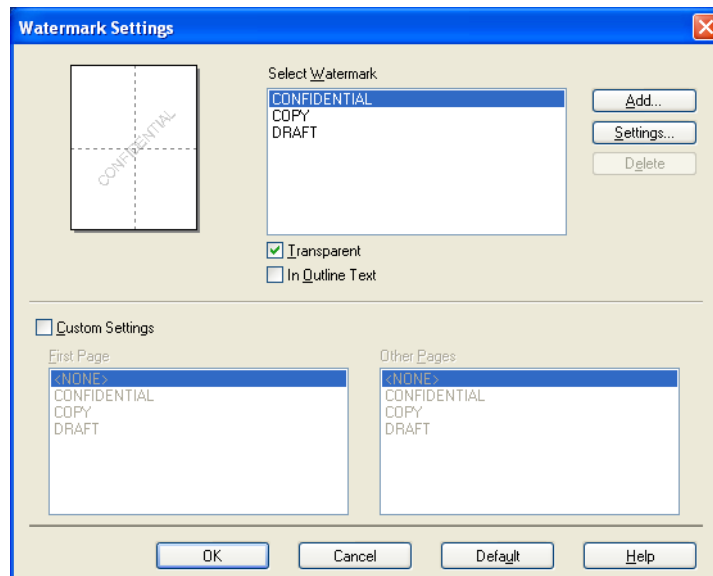 Watermark Settings
CONFIDENTIAL
Select Watermark
CONFIDENTIAL
COPY
DRAFT
Add...
Settings...
Delete
Transparent
In Outline Text
Custom Settings
First Page
<NONE>
CONFIDENTIAL
COPY
DRAFT
Other Pages
<NONE>
CONFIDENTIAL
COPY
DRAFT
OK
Cancel
Default
Help